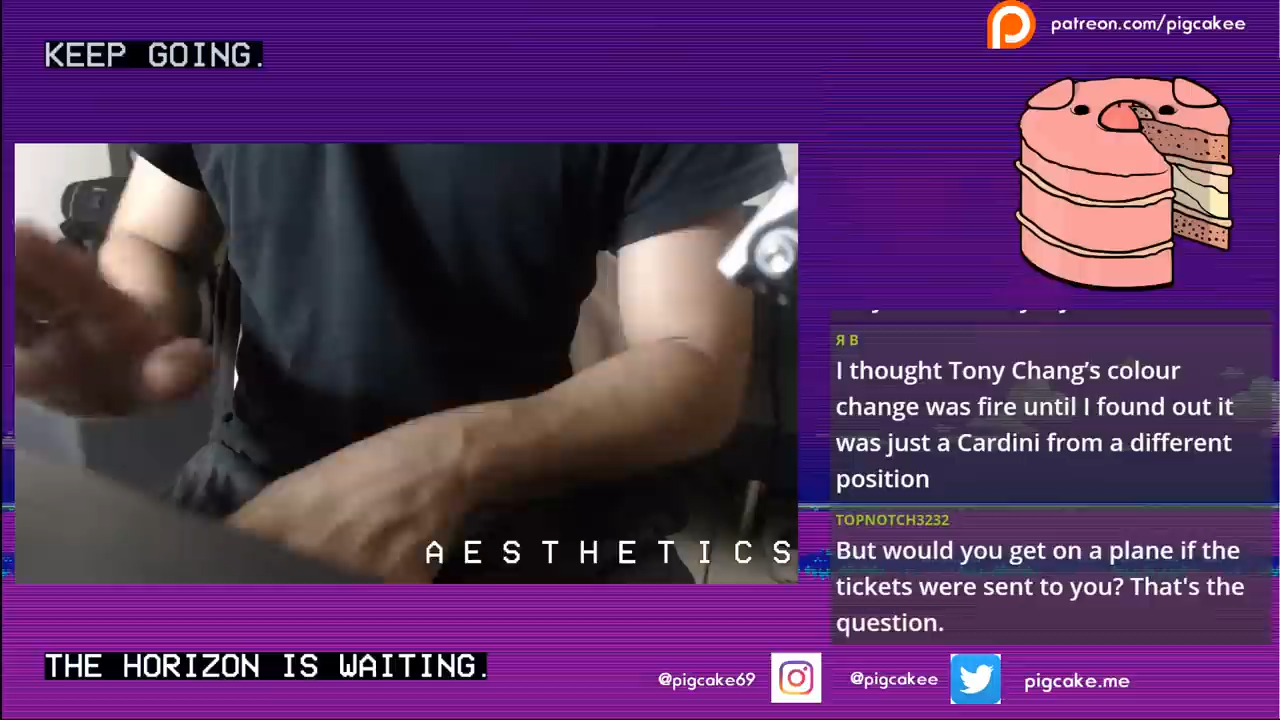 KEEP GOING.
patreon.com/pigcakee
Я В
I thought Tony Chang’s colour
change was fire until I found out it
was just a Cardini from a different
position
TOPNOTCH3232
But would you get on a plane if the
tickets were sent to you? That's the
question.
AESTHETICS
THE HORIZON IS WAITING.
@pigcake69
@pigcakee
pigcake.me